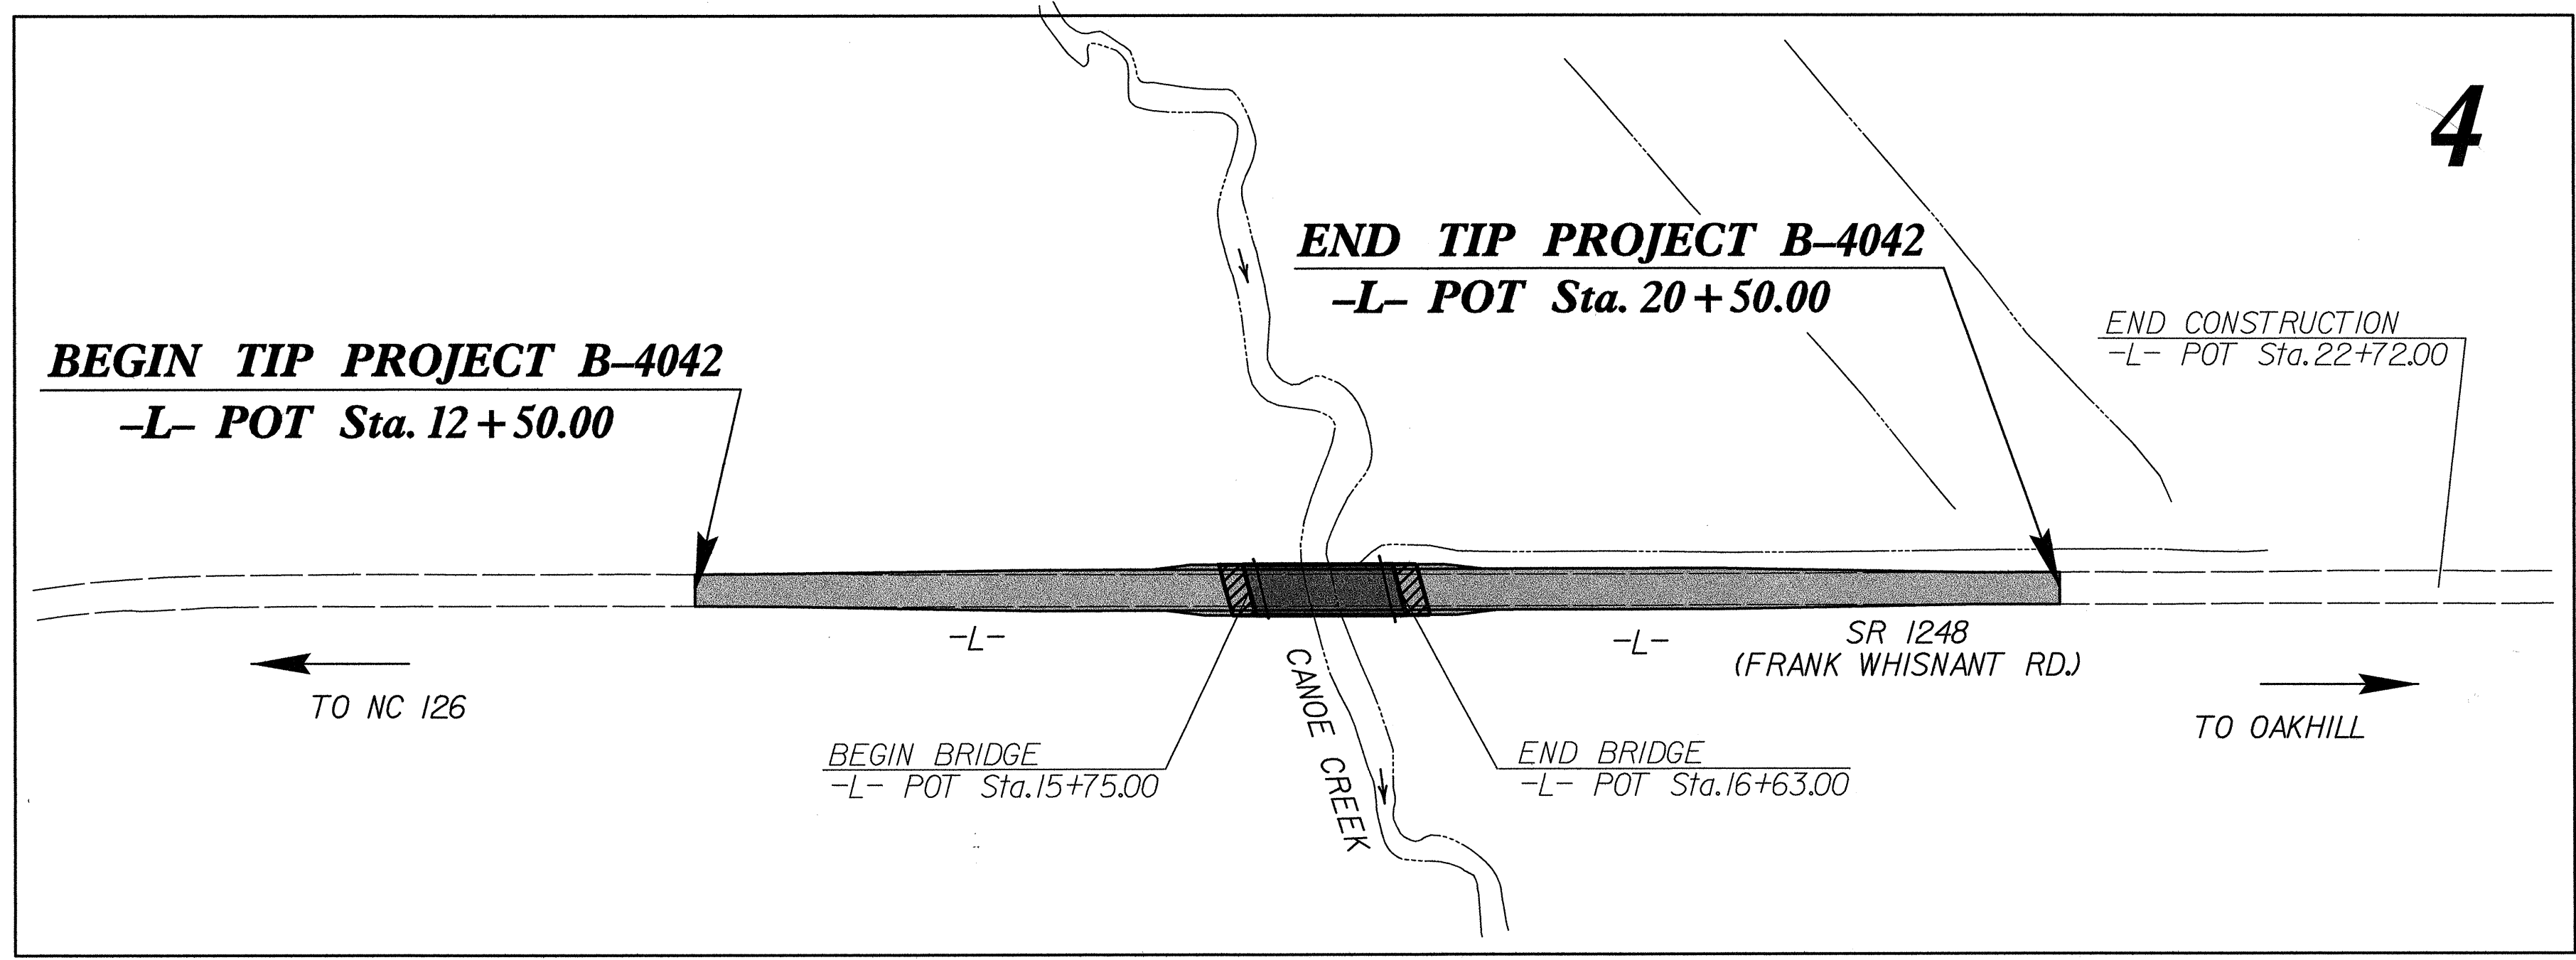 4
END TIP PROJECT B–4042
–L– POT Sta. 20+50.00
END CONSTRUCTION
-L- POT Sta.22+72.00
BEGIN TIP PROJECT B–4042
–L– POT Sta. 12+50.00
-L-
-L-
SR 1248
(FRANK WHISNANT RD.)
TO NC 126
TO OAKHILL
CANOE CREEK
BEGIN BRIDGE
-L- POT Sta.15+75.00
END BRIDGE
-L- POT Sta.16+63.00